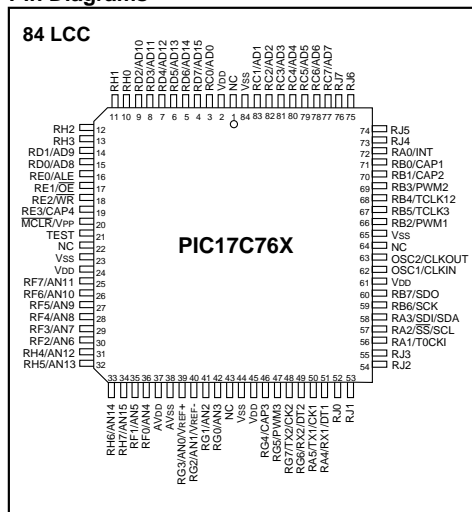 Pin Diagrams
84 LCC
RH1
RH0
RD2/AD10
RD3/AD11
RD4/AD12
RD5/AD13
RD6/AD14
RD7/AD15
RC0/AD0
VDD
NC
VSS
RC1/AD1
RC2/AD2
RC3/AD3
RC4/AD4
RC5/AD5
RC6/AD6
RC7/AD7
RJ7
RJ6
11 10 9 8 7 6 5 4 3 2 1 84 83 82 81 80 79 78 77 76 75
RH2 12
RH3 13
RD1/AD9 14
RD0/AD8 15
RE0/ALE 16
RE1/OE 17
RE2/WR 18
RE3/CAP4 19
MCLR/VPP 20
TEST 21
NC 22
VSS 23
VDD 24
RF7/AN11 25
RF6/AN10 26
RF5/AN9 27
RF4/AN8 28
RF3/AN7 29
RF2/AN6 30
RH4/AN12 31
RH5/AN13 32
PIC17C76X
74 RJ5
73 RJ4
72 RA0/INT
71 RB0/CAP1
70 RB1/CAP2
69 RB3/PWM2
68 RB4/TCLK12
67 RB5/TCLK3
66 RB2/PWM1
65 VSS
64 NC
63 OSC2/CLKOUT
62 OSC1/CLKIN
61 VDD
60 RB7/SDO
59 RB6/SCK
58 RA3/SDI/SDA
57 RA2/SS/SCL
56 RA1/T0CKI
55 RJ3
54 RJ2
33 34 35 36 37 38 39 40 41 42 43 44 45 46 47 48 49 50 51 52 53
RH6/AN14
RH7/AN15
RF1/AN5
RF0/AN4
AVDD
AVSS
RG3/AN0/VREF+
RG2/AN1/VREF-
RG1/AN2
RG0/AN3
NC
VSS
VDD
RG4/CAP3
RG5/PWM3
RG7/TX2/CK2
RG6/RX2/DT2
RA5/TX1/CK1
RA4/RX1/DT1
RJ0
RJ1